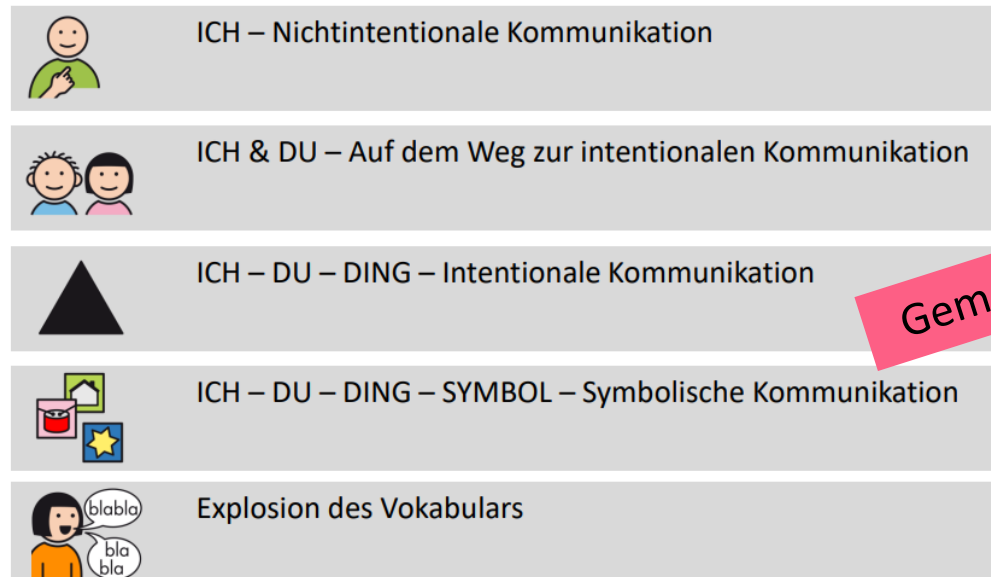 ICH – Nichtintentionale Kommunikation
ICH & DU – Auf dem Weg zur intentionalen Kommunikation
ICH – DU – DING – Intentionale Kommunikation
Gem
ICH – DU – DING – SYMBOL – Symbolische Kommunikation
Explosion des Vokabulars
blabla
bla
bla